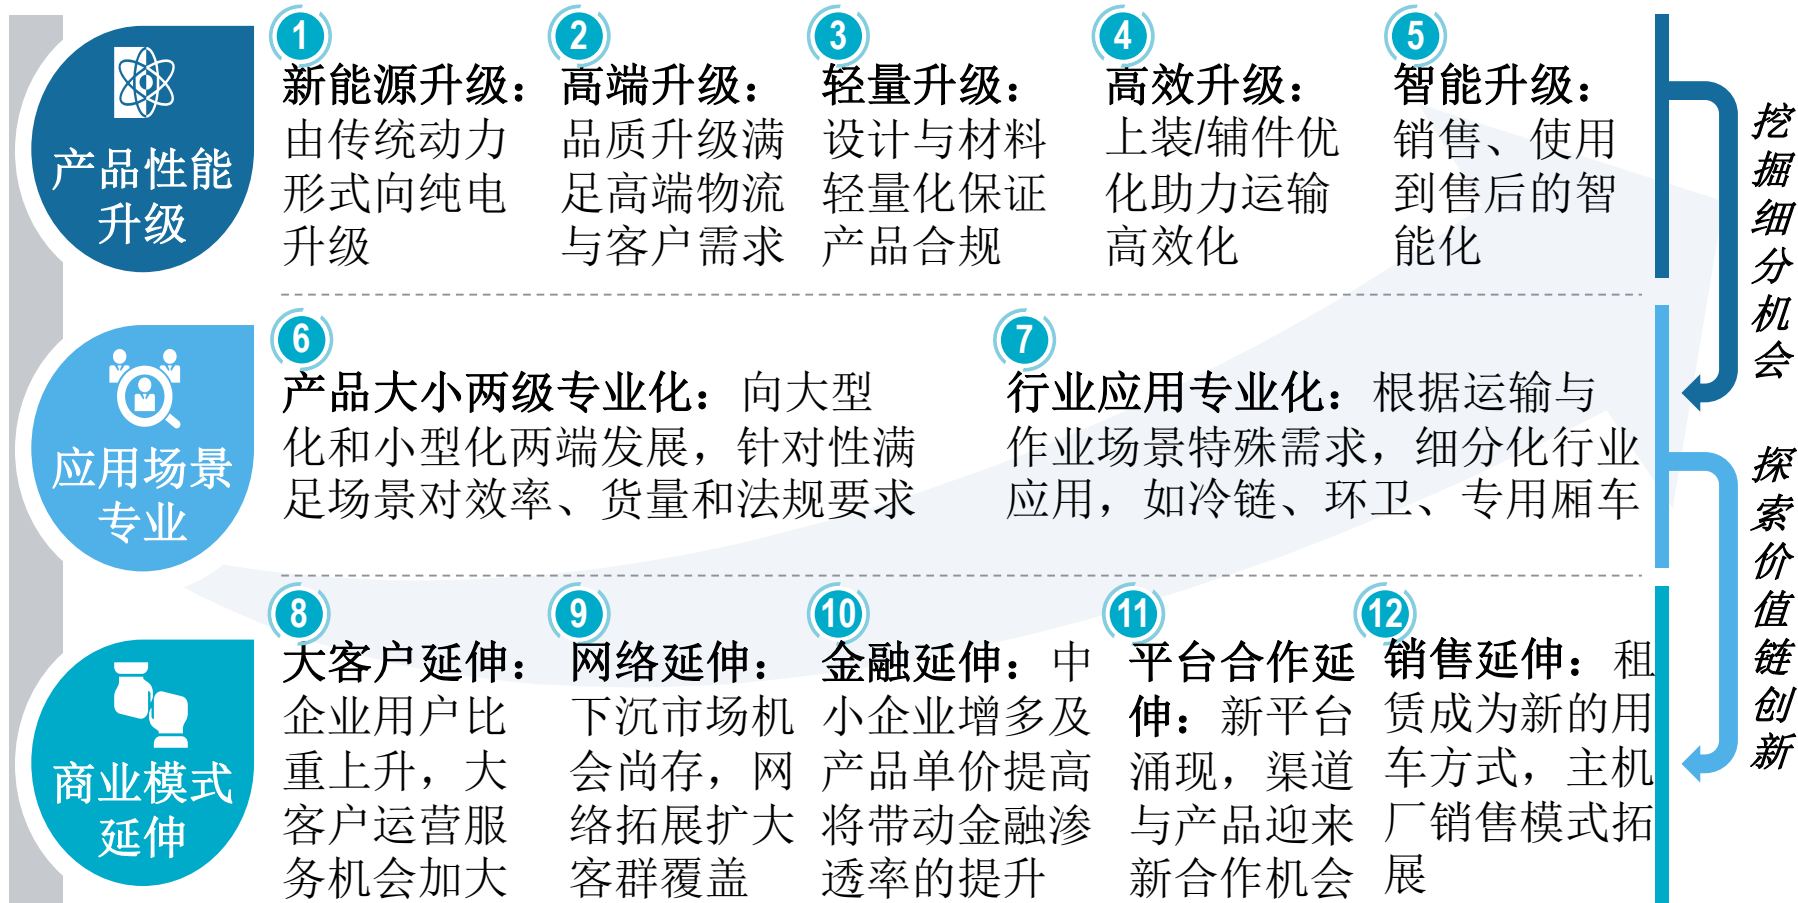 产品性能
升级
1
新能源升级：
由传统动力
形式向纯电
升级
2
高端升级：
品质升级满
足高端物流
与客户需求
3
轻量升级：
设计与材料
轻量化保证
产品合规
4
高效升级：
上装/辅件优
化助力运输
高效化
5
智能升级：
销售、使用
到售后的智
能化
挖掘细分机会
应用场景
专业
6
产品大小两级专业化：向大型
化和小型化两端发展，针对性满
足场景对效率、货量和法规要求
7
行业应用专业化：根据运输与
作业场景特殊需求，细分化行业
应用，如冷链、环卫、专用厢车
探索价值链创新
商业模式
延伸
8
大客户延伸：
企业用户比
重上升，大
客户运营服
务机会加大
9
网络延伸：
下沉市场机
会尚存，网
络拓展扩大
客群覆盖
10
金融延伸：中
小企业增多及
产品单价提高
将带动金融渗
透率的提升
11
平台合作延
伸：新平台
涌现，渠道
与产品迎来
新合作机会
12
销售延伸：租
赁成为新的用
车方式，主机
厂销售模式拓
展